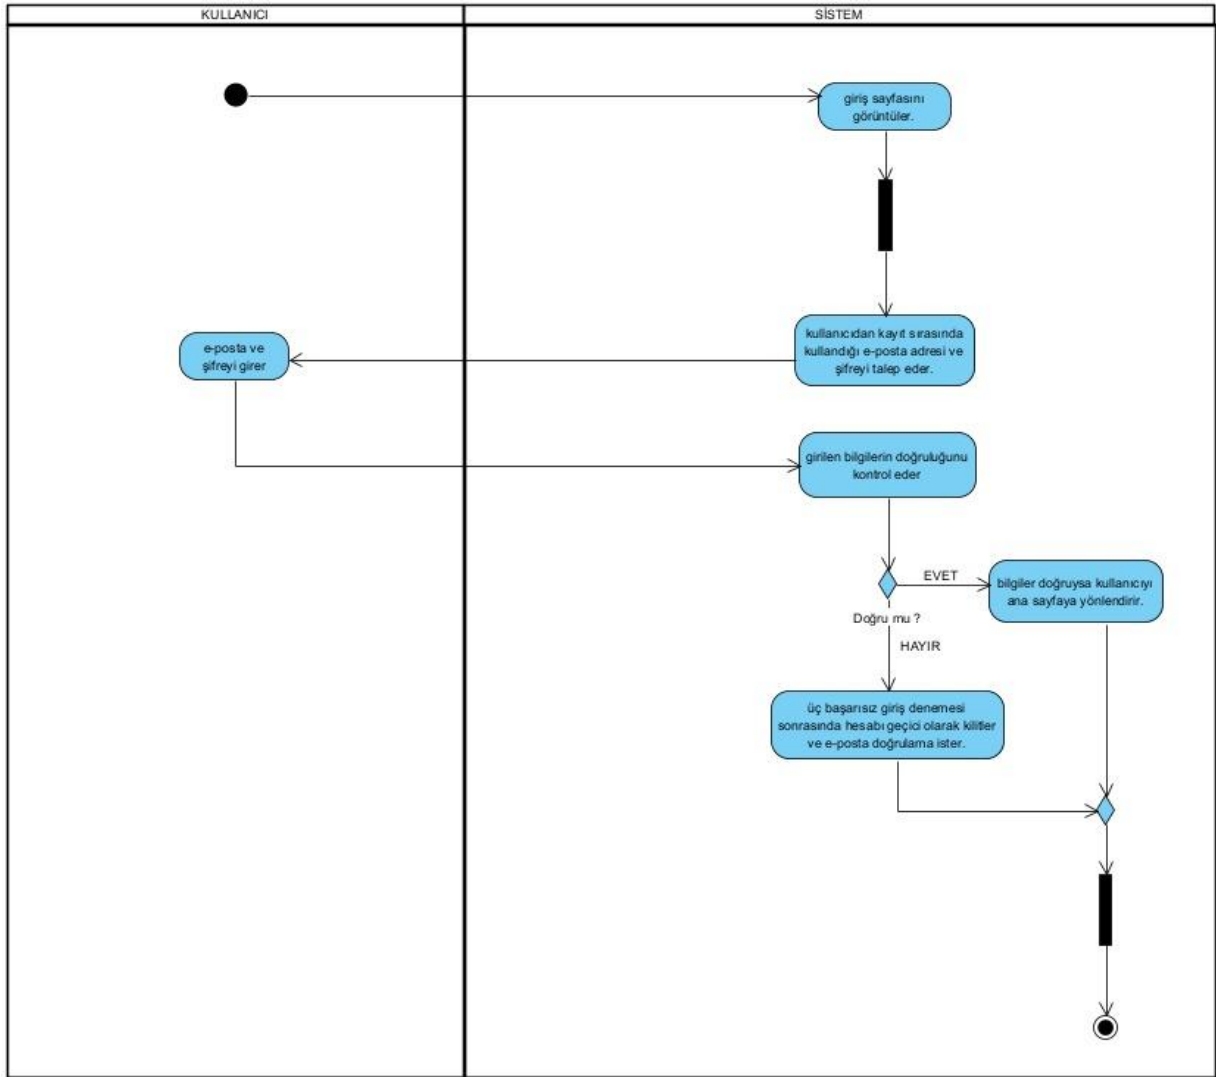 KULLANICI
SİSTEM
giriş sayfasını
görüntüler.
kullanıcıdan kayıt sırasında
kullandığı e-posta adresi ve
şifreyi talep eder.
e-posta ve
şifreyi girer
girilen bilgilerin doğruluğunu
kontrol eder
EVET
bilgiler doğruysa kullanıcıyı
ana sayfaya yönlendirir.
Doğru mu ?
HAYIR
üç başarısız giriş denemesi
sonrasında hesabı geçici olarak kilitler
ve e-posta doğrulama ister.